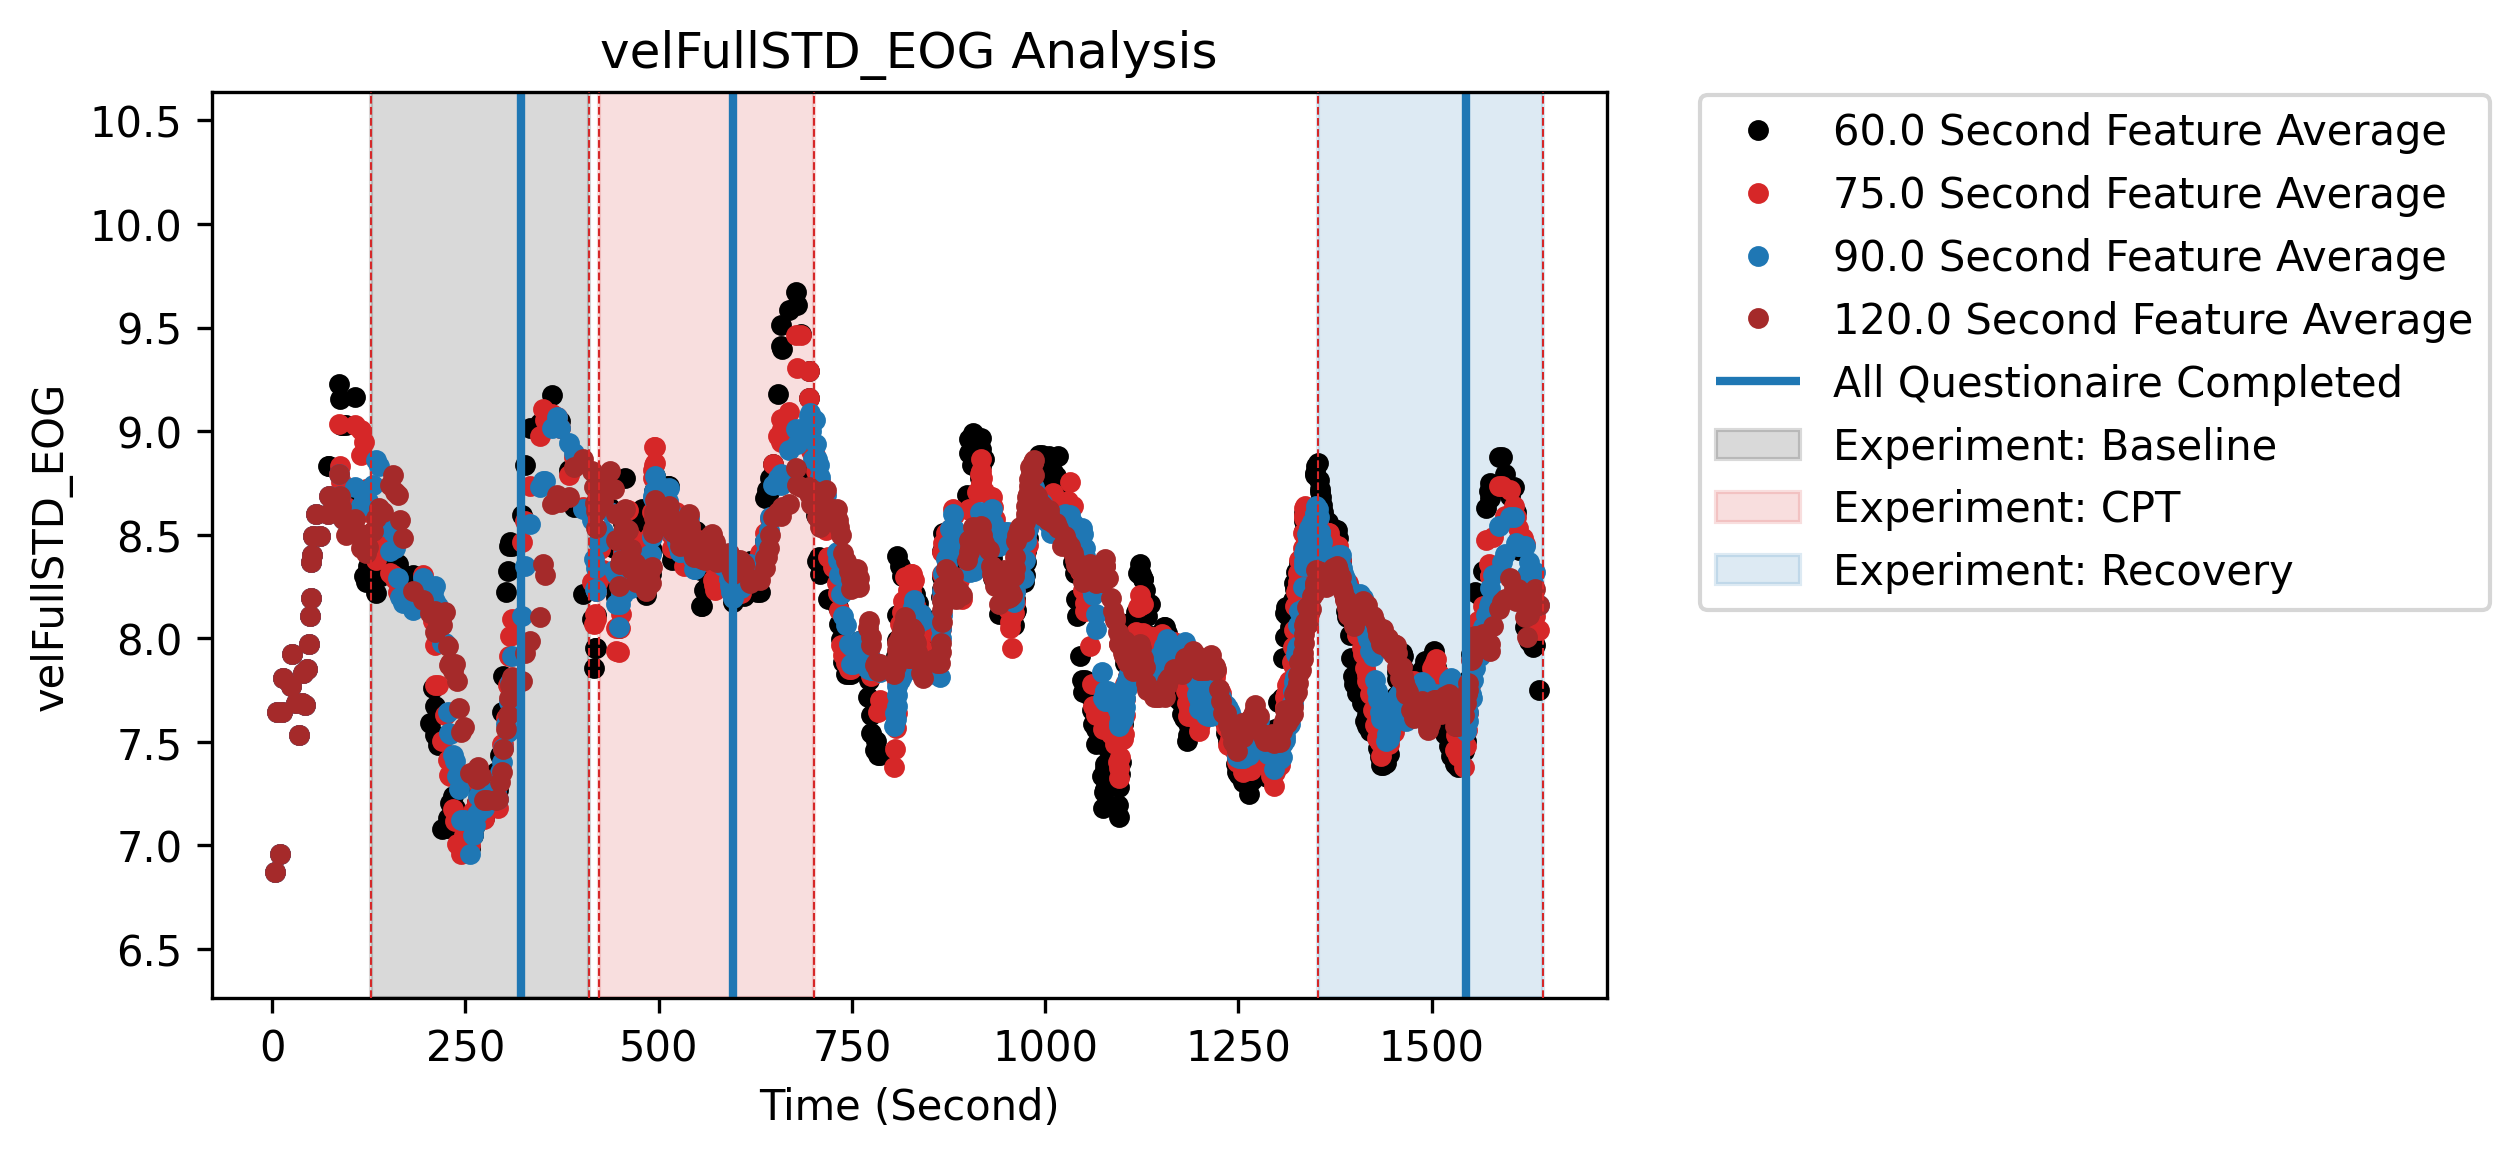 velFullSTD_EOG Analysis
velFullSTD_EOG
10.5
10.0
9.5
9.0
8.5
8.0
7.5
7.0
6.5
0
250
500
750
1000
1250
1500
Time (Second)
60.0 Second Feature Average
75.0 Second Feature Average
90.0 Second Feature Average
120.0 Second Feature Average
All Questionaire Completed
Experiment: Baseline
Experiment: CPT
Experiment: Recovery